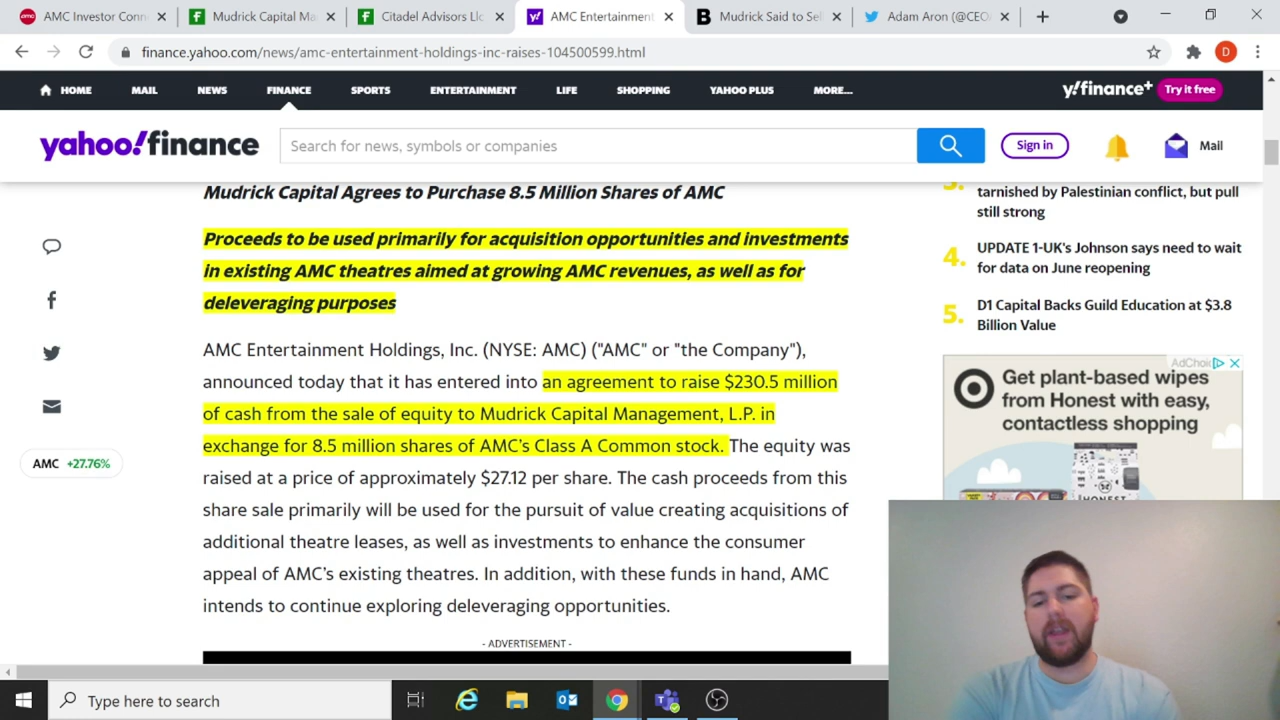 AMC Investor Conn
Mudrick Capital Ma
Citadel Advisors Ll
AMC Entertainment
Mudrick Said to Sel
Adam Aron (@CEO
finance.yahoo.com/news/amc-entertainment-holdings-inc-raises-104500599.html
D
HOME
MAIL
NEWS
FINANCE
SPORTS
ENTERTAINMENT
LIFE
SHOPPING
YAHOO PLUS
MORE...
y!finance+
Try it free
yahoo!finance
Search for news, symbols or companies
Sign in
Mail
Mudrick Capital Agrees to Purchase 8.5 Million Shares of AMC
Proceeds to be used primarily for acquisition opportunities and investments
in existing AMC theatres aimed at growing AMC revenues, as well as for
deleveraging purposes
AMC Entertainment Holdings, Inc. (NYSE: AMC) ("AMC" or "the Company"),
announced today that it has entered into an agreement to raise $230.5 million
of cash from the sale of equity to Mudrick Capital Management, L.P. in
exchange for 8.5 million shares of AMC's Class A Common stock. The equity was
raised at a price of approximately $27.12 per share. The cash proceeds from this
share sale primarily will be used for the pursuit of value creating acquisitions of
additional theatre leases, as well as investments to enhance the consumer
appeal of AMC's existing theatres. In addition, with these funds in hand, AMC
intends to continue exploring deleveraging opportunities.
- ADVERTISEMENT -
AMC +27.76%
3.
tarnished by Palestinian conflict, but pull
still strong
4.
UPDATE 1-UK's Johnson says need to wait
for data on June reopening
5.
D1 Capital Backs Guild Education at $3.8
Billion Value
AdChoic
Get plant-based wipes
from Honest with easy,
contactless shopping
HONEST
Type here to search